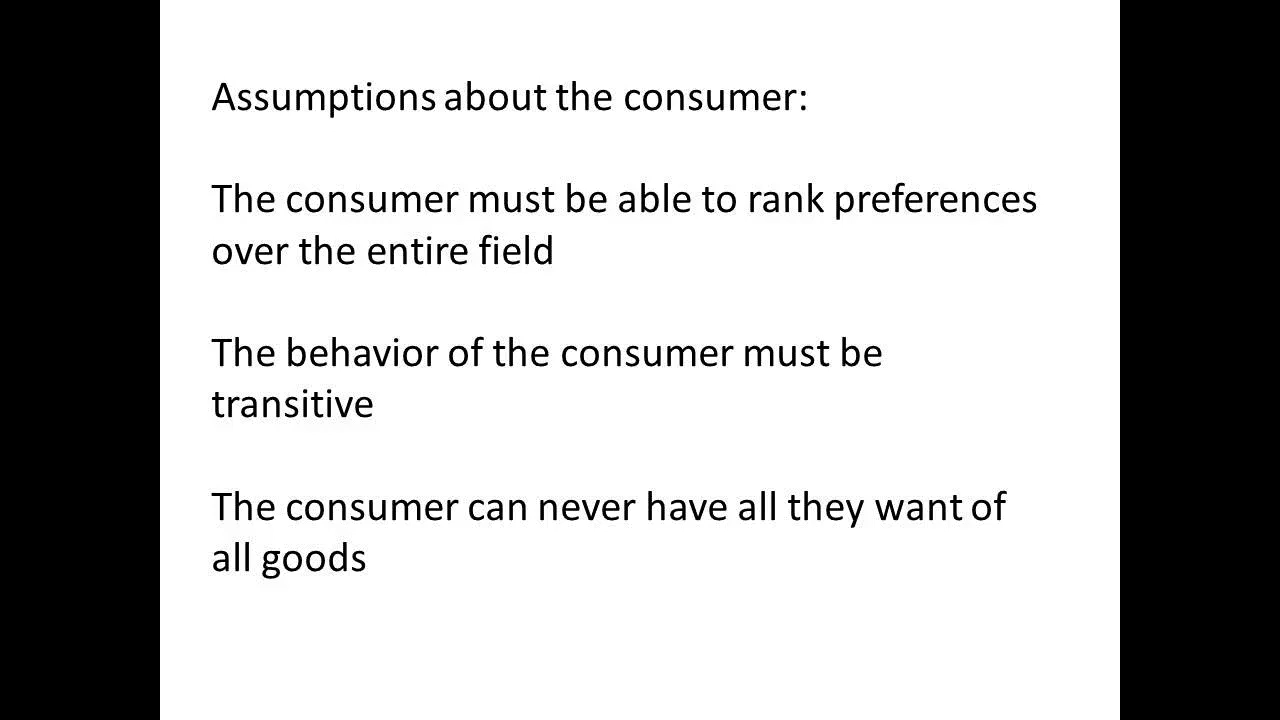 Assumptions about the consumer:
The consumer must be able to rank preferences
over the entire field
The behavior of the consumer must be
transitive
The consumer can never have all they want of
all goods